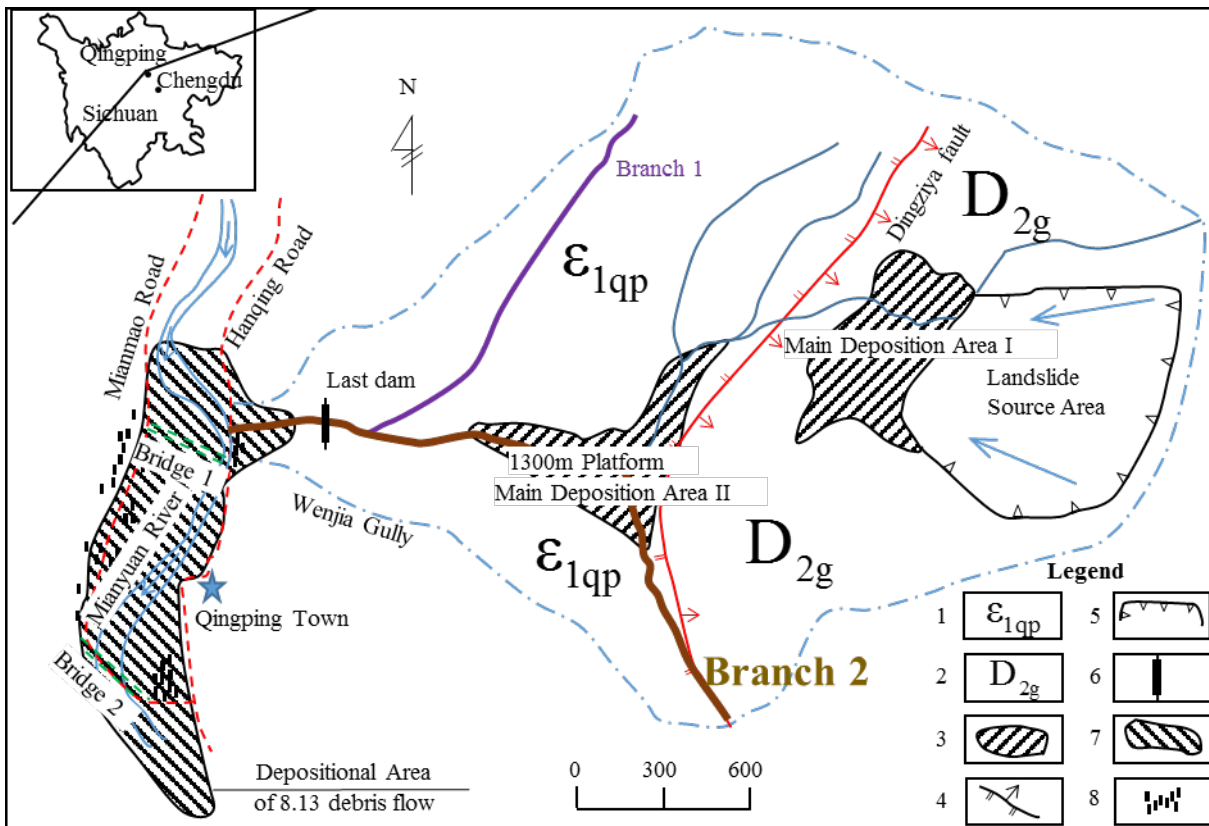 Qingping
Chengdu
Sichuan
N
Branch 1
Dingziya fault
D2g
ε1qp
Mianmao Road
Hanqing Road
Main Deposition Area I
Last dam
Landslide
Source Area
1300m Platform
Main Deposition Area II
Bridge 1
Wenjia Gully
Mianyuan River
ε1qp
D2g
Qingping Town
Bridge 2
Branch 2
Depositional Area
of 8.13 debris flow
0 300 600
Legend
1 ε1qp 5
2 D2g 6
3 7
4 8